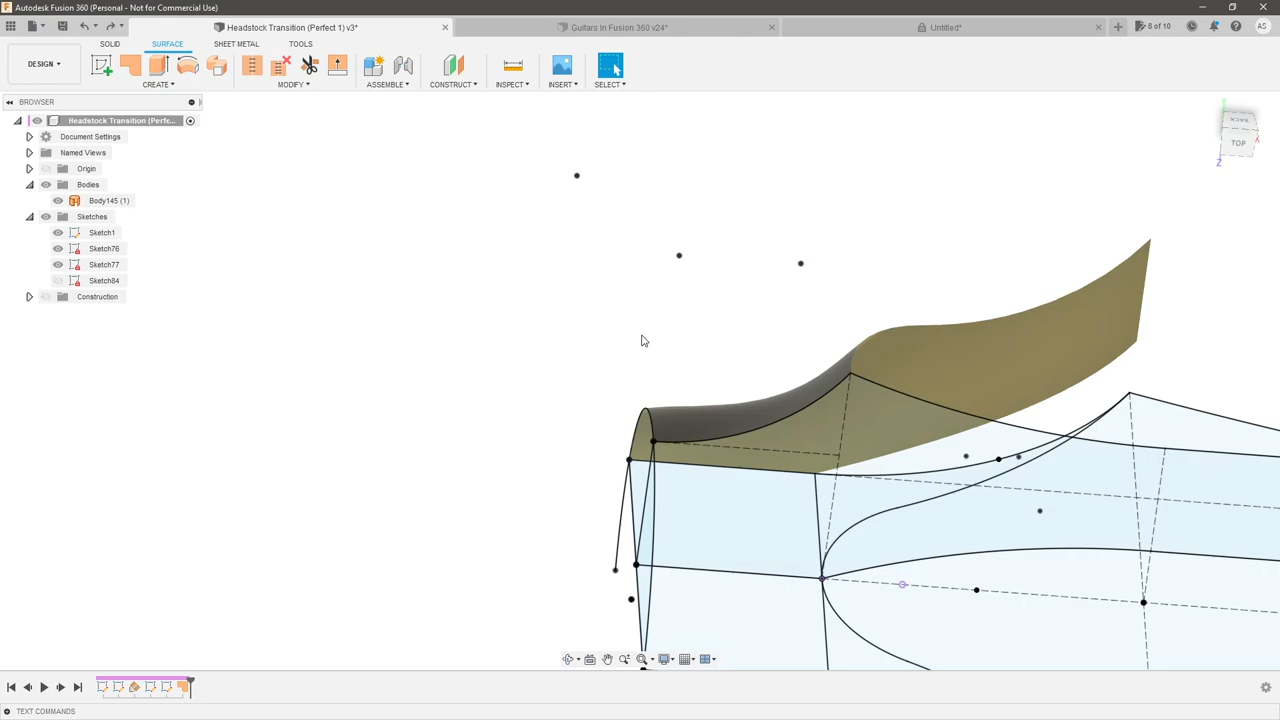 Autodesk Fusion 360 (Personal - Not for Commercial Use)
Headstock Transition (Perfect 1) v3*
Guitars In Fusion 360 v24*
Untitled*
8 of 10
AS
SOLID
SURFACE
SHEET METAL
TOOLS
DESIGN
CREATE
MODIFY
ASSEMBLE
CONSTRUCT
INSPECT
INSERT
SELECT
BROWSER
Headstock Transition (Perfe...
Document Settings
Named Views
Origin
Bodies
Body145 (1)
Sketches
Sketch1
Sketch76
Sketch77
Sketch84
Construction
BACK
TOP
X
Z
TEXT COMMANDS